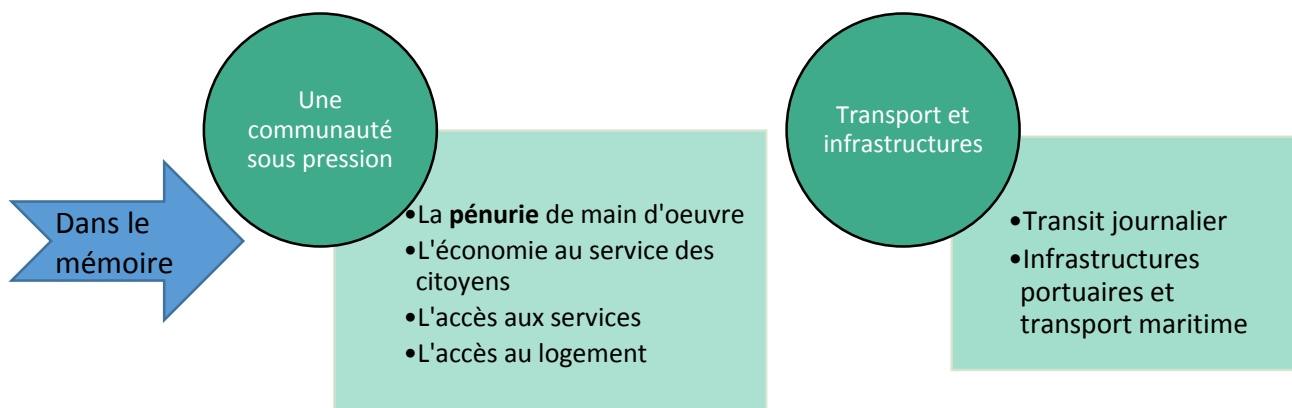 Dans le
mémoire
Une
communauté
sous pression
•La pénurie de main d'oeuvre
•L'économie au service des
citoyens
•L'accès aux services
•L'accès au logement
Transport et
infrastructures
•Transit journalier
•Infrastructures
portuaires et
transport maritime